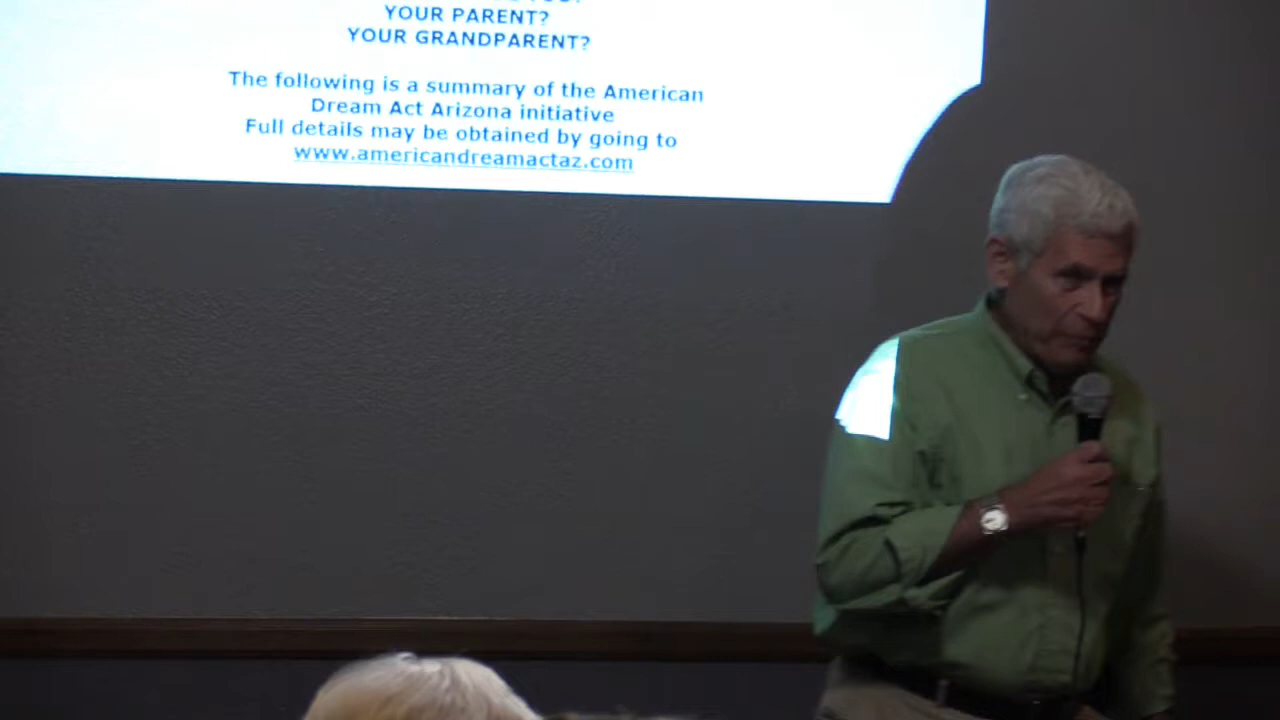 YOUR PARENT?
YOUR GRANDPARENT?
The following is a summary of the American
Dream Act Arizona initiative
Full details may be obtained by going to
www.americandreamactaz.com